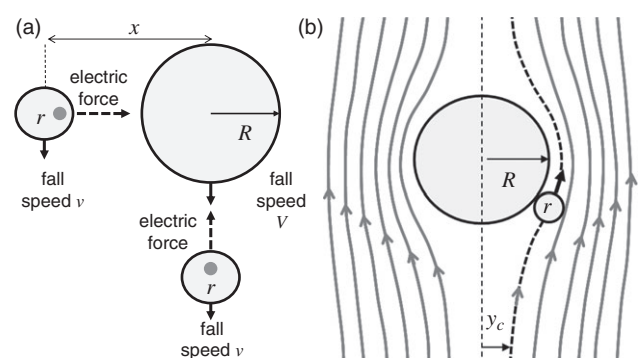 (a)
x
electric
force
r
R
fall
speed v
fall
speed
V
electric
force
r
fall
speed v
(b)
R
r
y_c